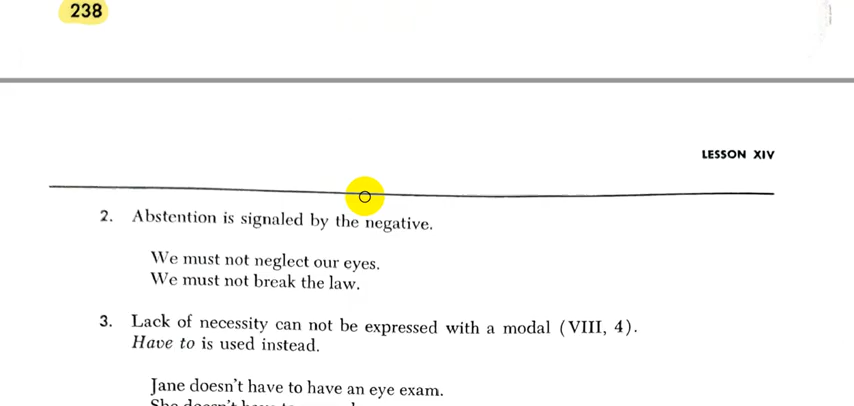 238
LESSON XIV
2. Abstention is signaled by the negative.
We must not neglect our eyes.
We must not break the law.
3. Lack of necessity can not be expressed with a modal (VIII, 4).
Have to is used instead.
Jane doesn't have to have an eye exam.